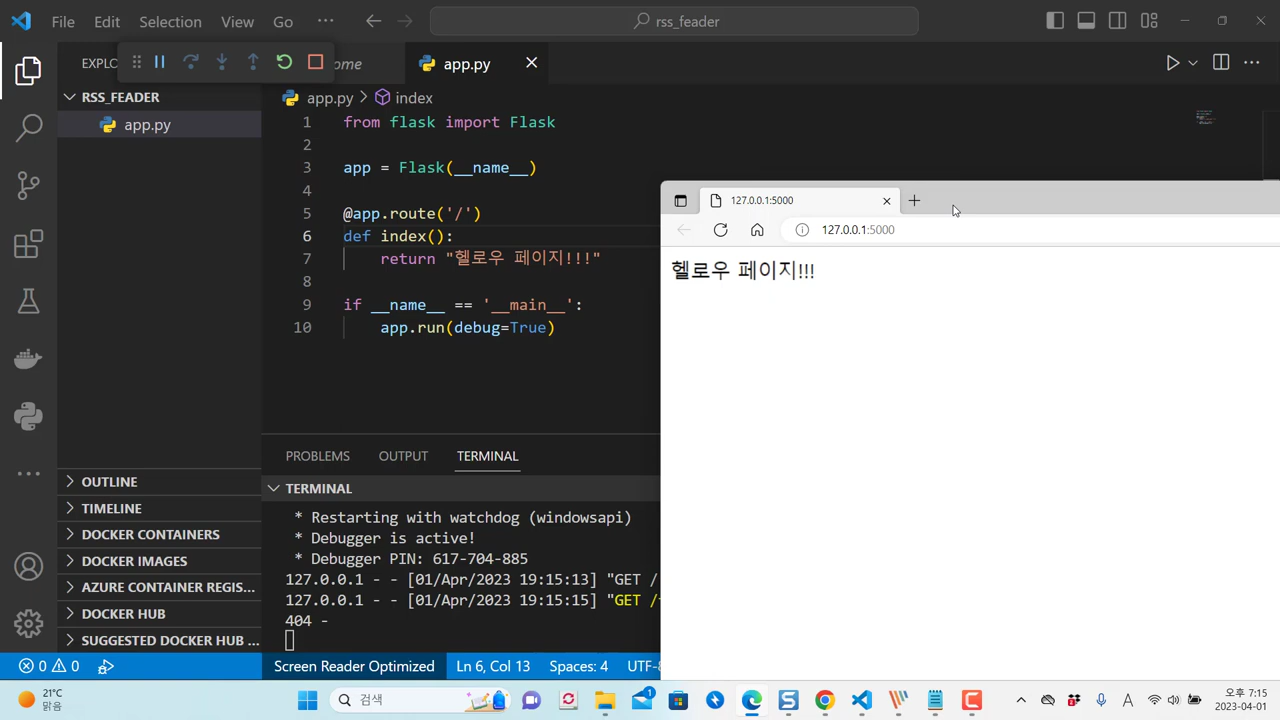 File Edit Selection View Go ··· rss_feader
EXPLO
ome
app.py
RSS_FEADER
app.py
app.py > index
1 from flask import Flask
2
3 app = Flask(__name__)
4
5 @app.route('/')
6 def index():
7 return "헬로우 페이지!!!"
8
9 if __name__ == '__main__':
10 app.run(debug=True)
127.0.0.1:5000
127.0.0.1:5000
헬로우 페이지!!!
PROBLEMS OUTPUT TERMINAL
TERMINAL
* Restarting with watchdog (windowsapi)
* Debugger is active!
* Debugger PIN: 617-704-885
127.0.0.1 - - [01/Apr/2023 19:15:13] "GET /
127.0.0.1 - - [01/Apr/2023 19:15:15] "GET /
404 -
OUTLINE
TIMELINE
DOCKER CONTAINERS
DOCKER IMAGES
AZURE CONTAINER REGIS...
DOCKER HUB
SUGGESTED DOCKER HUB ...
0 0 Screen Reader Optimized Ln 6, Col 13 Spaces: 4 UTF-8
21°C
맑음
검색
1
A
오후 7:15
2023-04-01